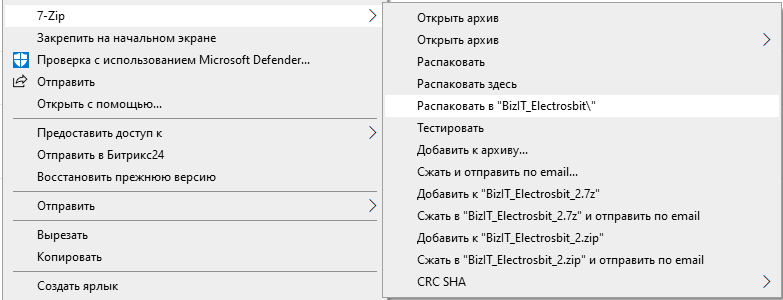 7-Zip
Закрепить на начальном экране
Проверка с использованием Microsoft Defender...
Отправить
Открыть с помощью...
Предоставить доступ к
Отправить в Битрикс24
Восстановить прежнюю версию
Отправить
Вырезать
Копировать
Создать ярлык
Открыть архив
Открыть архив
Распаковать
Распаковать здесь
Распаковать в "BizIT_Electrosbit\"
Тестировать
Добавить к архиву...
Сжать и отправить по email...
Добавить к "BizIT_Electrosbit_2.7z"
Сжать в "BizIT_Electrosbit_2.7z" и отправить по email
Добавить к "BizIT_Electrosbit_2.zip"
Сжать в "BizIT_Electrosbit_2.zip" и отправить по email
CRC SHA